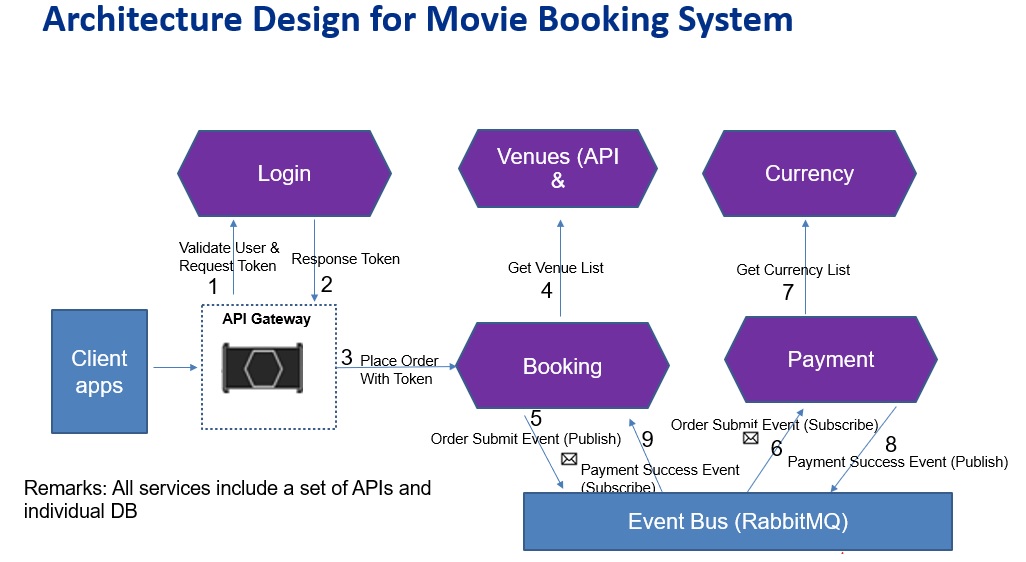 Architecture Design for Movie Booking System
Login
Venues (API
&
Currency
Validate User &
Request Token
1
Response Token
2
Get Venue List
4
Get Currency List
7
API Gateway
Client
apps
3
Place Order
With Token
Booking
Payment
5
Order Submit Event (Publish)
9
Payment Success Event
(Subscribe)
Order Submit Event (Subscribe)
6
8
Payment Success Event (Publish)
Remarks: All services include a set of APIs and
individual DB
Event Bus (RabbitMQ)